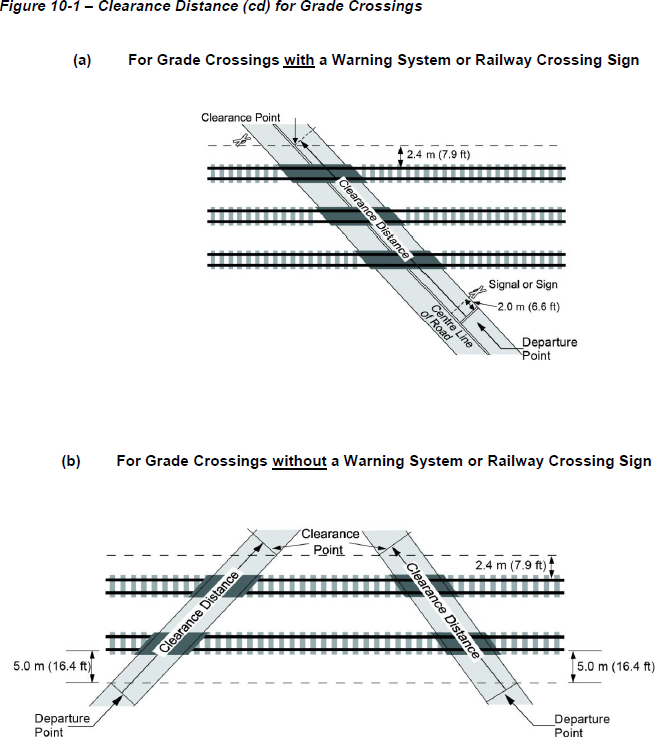 Figure 10-1 – Clearance Distance (cd) for Grade Crossings
(a) For Grade Crossings with a Warning System or Railway Crossing Sign
Clearance Point
2.4 m (7.9 ft)
Clearance Distance
Signal or Sign
2.0 m (6.6 ft)
Centre Line
of Road
Departure
Point
(b) For Grade Crossings without a Warning System or Railway Crossing Sign
Clearance
Point
2.4 m (7.9 ft)
Clearance Distance
Clearance Distance
5.0 m (16.4 ft)
5.0 m (16.4 ft)
Departure
Point
Departure
Point